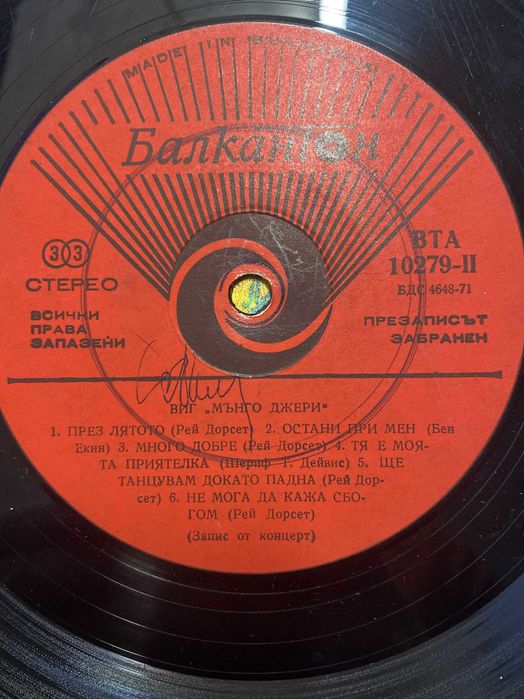 MADE IN BULGARIA
Балкантон
33
СТЕРЕО
ВСИЧКИ
ПРАВА
ЗАПАЗЕНИ
ВТА
10279-II
БДС 4648-71
ПРЕЗАПИСЪТ
ЗАБРАНЕН
ВИГ „МЪНГО ДЖЕРИ"
1. ПРЕЗ ЛЯТОТО (Рей Дорсет) 2. ОСТАНИ ПРИ МЕН (Бен
Екин) 3. МНОГО ДОБРЕ (Рей Дорсет) 4. ТЯ Е МОЯ-
ТА ПРИЯТЕЛКА (Шериф Т. Дейвис) 5. ЩЕ
ТАНЦУВАМ ДОКАТО ПАДНА (Рей Дор-
сет) 6. НЕ МОГА ДА КАЖА СБО-
ГОМ (Рей Дорсет)
(Запис от концерт)